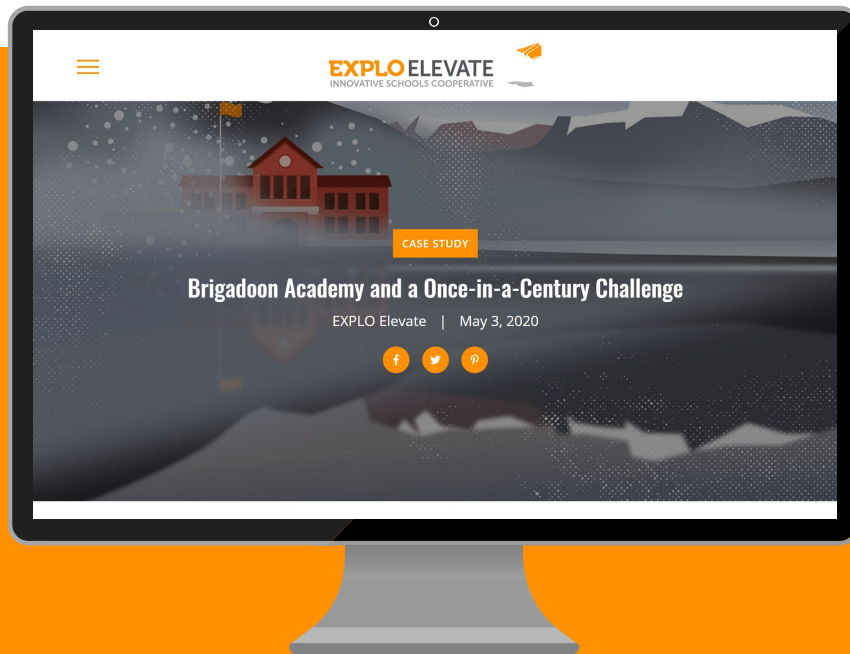 EXPLO ELEVATE
INNOVATIVE SCHOOLS COOPERATIVE
CASE STUDY
Brigadoon Academy and a Once-in-a-Century Challenge
EXPLO Elevate | May 3, 2020